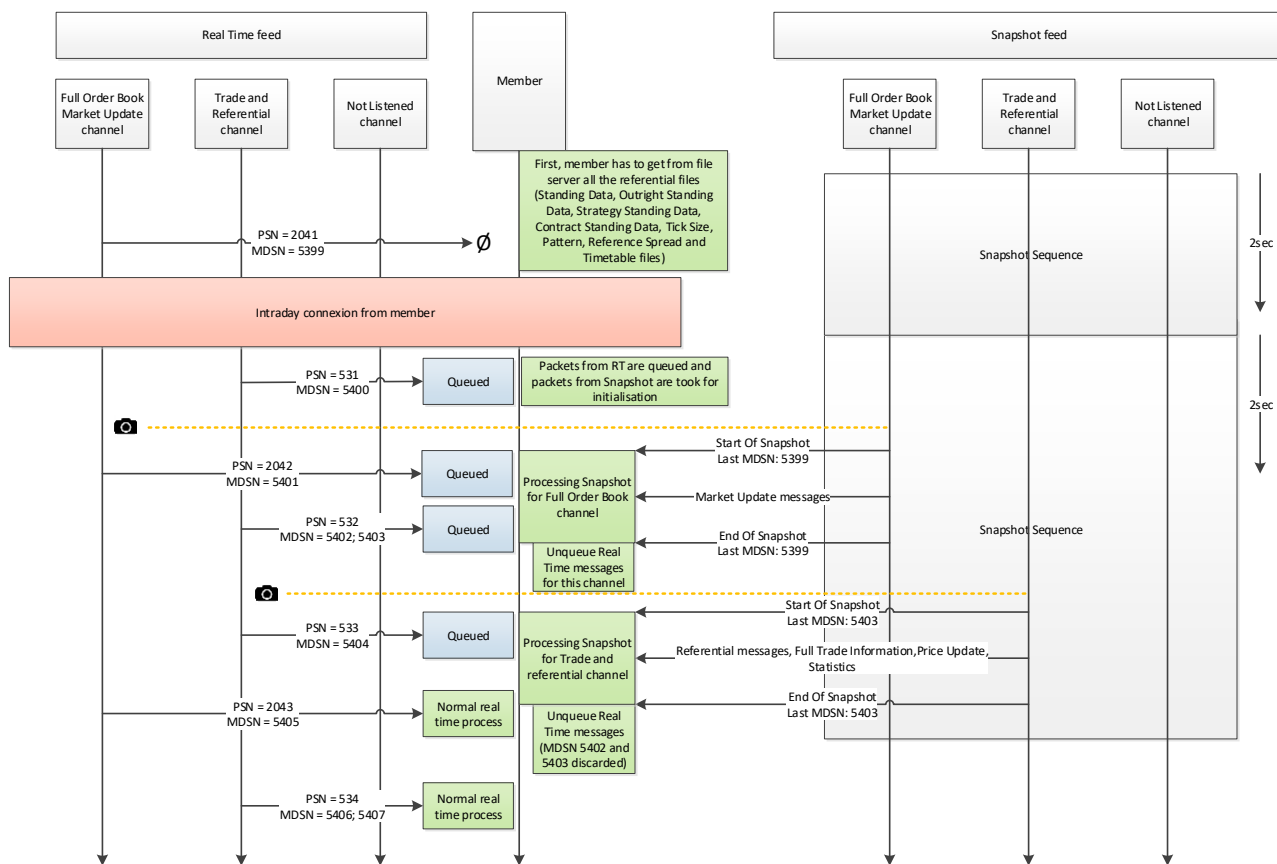 Real Time feed
Member
Snapshot feed
Full Order Book
Market Update
channel
Trade and
Referential
channel
Not Listened
channel
Full Order Book
Market Update
channel
Trade and
Referential
channel
Not Listened
channel
First, member has to get from file
server all the referential files
(Standing Data, Outright Standing
Data, Strategy Standing Data,
Contract Standing Data, Tick Size,
Pattern, Reference Spread and
Timetable files)
PSN = 2041
MDSN = 5399
Ø
Snapshot Sequence
2sec
Intraday connexion from member
PSN = 531
MDSN = 5400
Queued
Packets from RT are queued and
packets from Snapshot are took for
initialisation
2sec
Start Of Snapshot
Last MDSN: 5399
PSN = 2042
MDSN = 5401
Queued
Processing Snapshot
for Full Order Book
channel
Market Update messages
PSN = 532
MDSN = 5402; 5403
Queued
End Of Snapshot
Last MDSN: 5399
Snapshot Sequence
Unqueue Real
Time messages
for this channel
Start Of Snapshot
Last MDSN: 5403
PSN = 533
MDSN = 5404
Queued
Processing Snapshot
for Trade and
referential channel
Referential messages, Full Trade Information,Price Update,
Statistics
End Of Snapshot
Last MDSN: 5403
PSN = 2043
MDSN = 5405
Normal real
time process
Unqueue Real
Time messages
(MDSN 5402 and
5403 discarded)
PSN = 534
MDSN = 5406; 5407
Normal real
time process